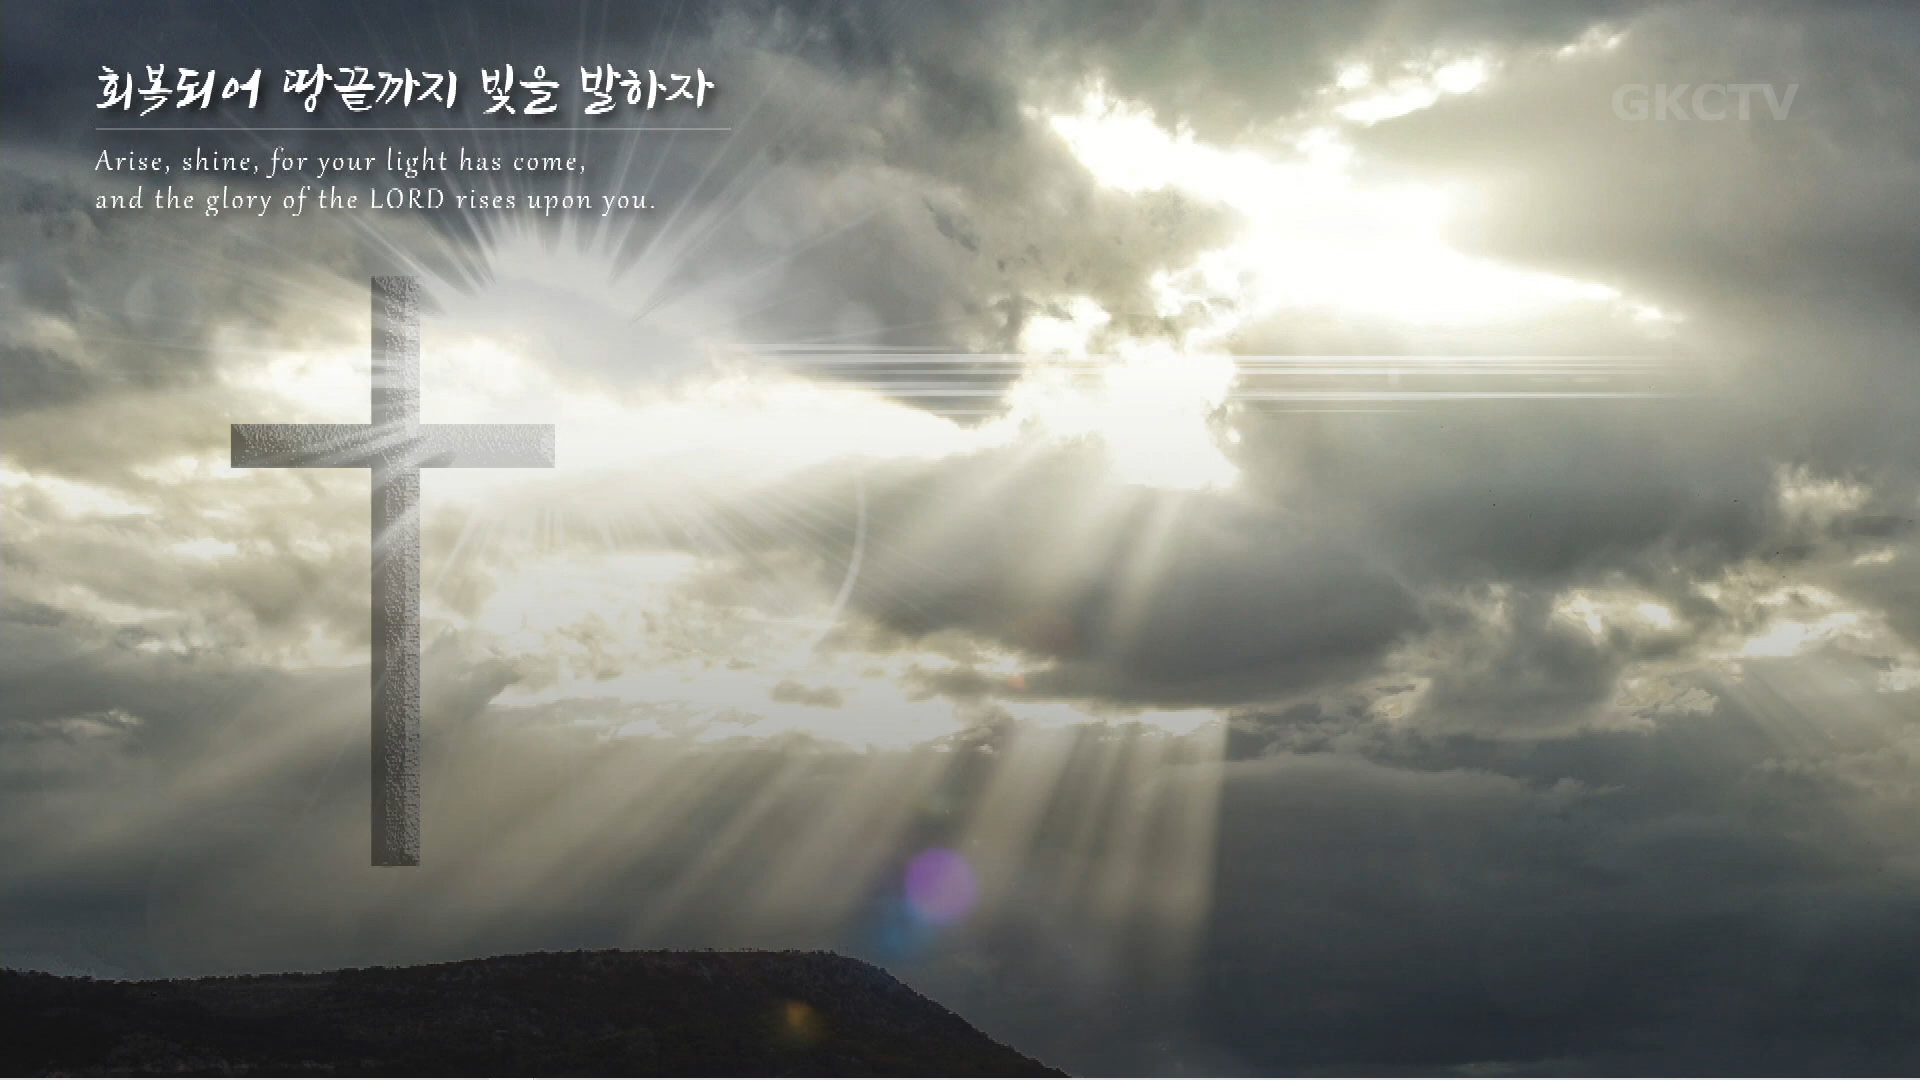 회복되어 땅끝까지 빛을 발하자
GKCTV
Arise, shine, for your light has come,
and the glory of the LORD rises upon you.